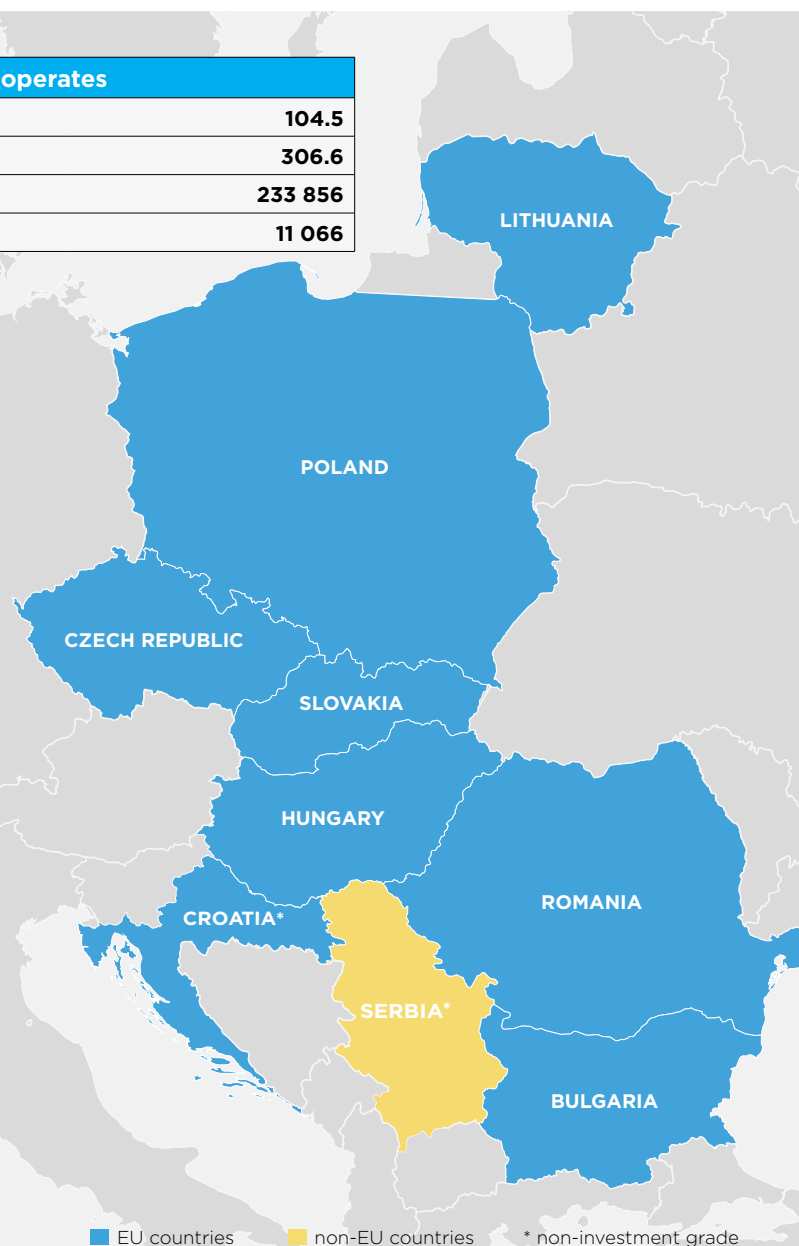 operates
104.5
306.6
233 856
11 066
LITHUANIA
POLAND
CZECH REPUBLIC
SLOVAKIA
HUNGARY
ROMANIA
CROATIA*
SERBIA*
BULGARIA
EU countries
non-EU countries
* non-investment grade